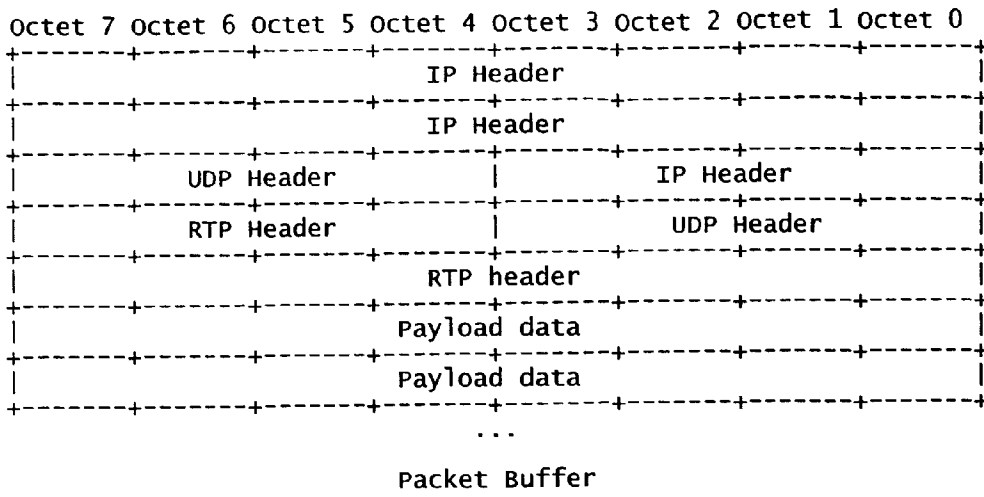 Octet 7 Octet 6 Octet 5 Octet 4 Octet 3 Octet 2 Octet 1 Octet 0
IP Header
IP Header
UDP Header IP Header
RTP Header UDP Header
RTP header
Payload data
Payload data
...
Packet Buffer